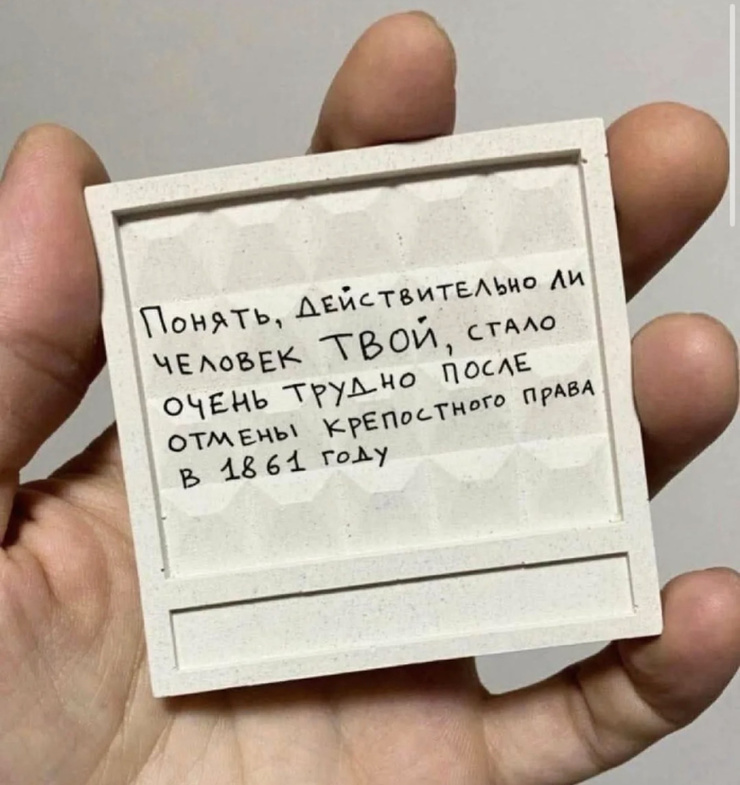 Понять, действительно ли
человек ТВОЙ, стало
очень трудно после
отмены крепостного права
в 1861 году